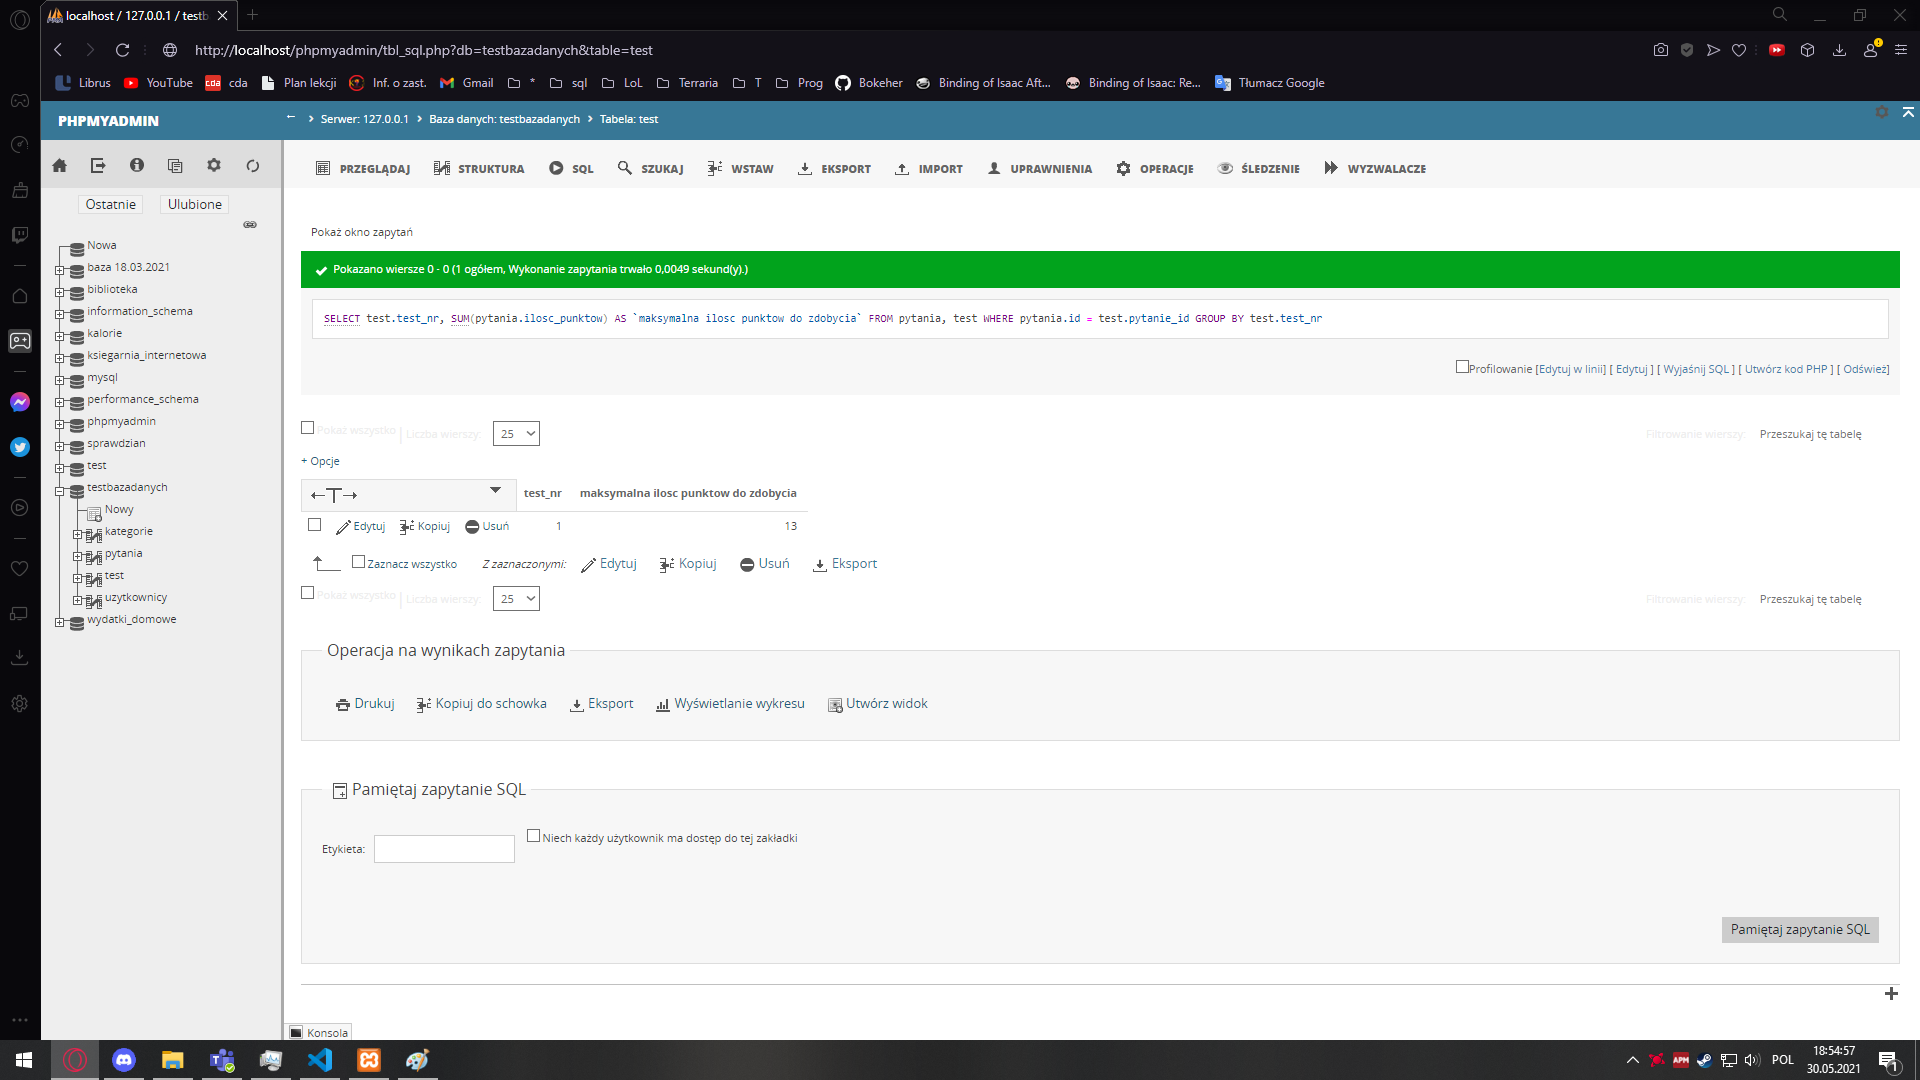 localhost / 127.0.0.1 / testb
http://localhost/phpmyadmin/tbl_sql.php?db=testbazadanych&table=test
Librus YouTube cda Plan lekcji Inf. o zast. Gmail * sql LoL Terraria T Prog Bokeher Binding of Isaac Aft... Binding of Isaac: Re... Tłumacz Google
PHPMYADMIN
Serwer: 127.0.0.1 Baza danych: testbazadanych Tabela: test
PRZEGLĄDAJ STRUKTURA SQL SZUKAJ WSTAW EKSPORT IMPORT UPRAWNIENIA OPERACJE ŚLEDZENIE WYZWALACZE
Ostatnie Ulubione
Nowa
baza 18.03.2021
biblioteka
information_schema
kalorie
ksiegarnia_internetowa
mysql
performance_schema
phpmyadmin
sprawdzian
test
testbazadanych
Nowy
kategorie
pytania
test
uzytkownicy
wydatki_domowe
Pokaż okno zapytań
Pokazano wiersze 0 - 0 (1 ogółem, Wykonanie zapytania trwało 0,0049 sekund(y).)
SELECT test.test_nr, SUM(pytania.ilosc_punktow) AS `maksymalna ilosc punktow do zdobycia` FROM pytania, test WHERE pytania.id = test.pytanie_id GROUP BY test.test_nr
Profilowanie [Edytuj w linii] [ Edytuj ] [ Wyjaśnij SQL ] [ Utwórz kod PHP ] [ Odśwież]
Pokaż wszystko | Liczba wierszy: 25 Filtrowanie wierszy: Przeszukaj tę tabelę
+ Opcje
←T→ test_nr maksymalna ilosc punktow do zdobycia
Edytuj Kopiuj Usuń 1 13
Zaznacz wszystko Z zaznaczonymi: Edytuj Kopiuj Usuń Eksport
Pokaż wszystko | Liczba wierszy: 25 Filtrowanie wierszy: Przeszukaj tę tabelę
Operacja na wynikach zapytania
Drukuj Kopiuj do schowka Eksport Wyświetlanie wykresu Utwórz widok
Pamiętaj zapytanie SQL
Etykieta: Niech każdy użytkownik ma dostęp do tej zakładki
Pamiętaj zapytanie SQL
Konsola
APM POL 18:54:57
30.05.2021 1